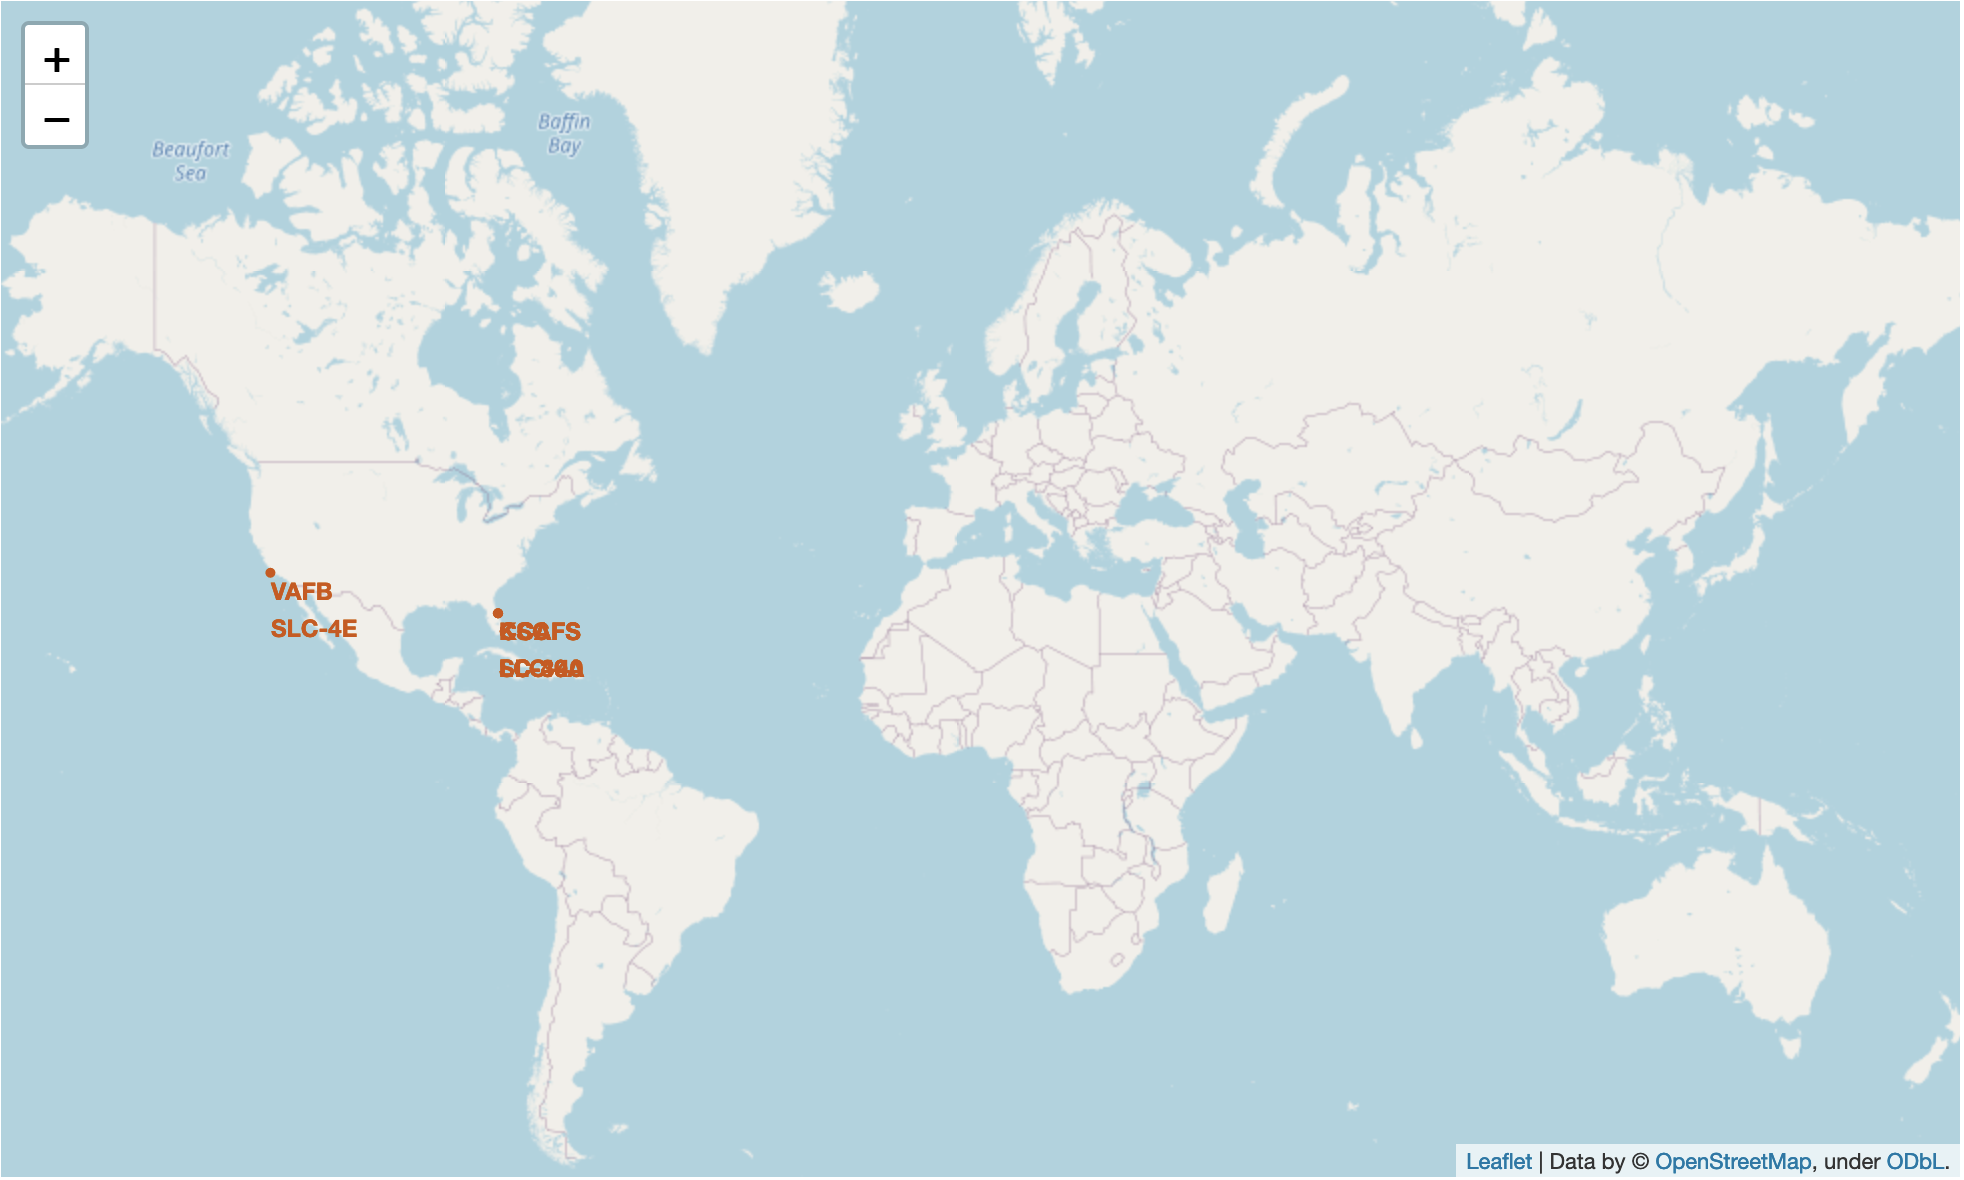 +
−
Beaufort
Sea
Baffin
Bay
VAFB
SLC-4E
Leaflet | Data by © OpenStreetMap, under ODbL.